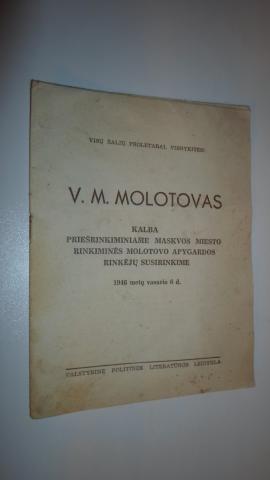 VISŲ ŠALIŲ PROLETARAI, VIENYKITĖS!
V. M. MOLOTOVAS
KALBA
PRIEŠRINKIMINIAME MASKVOS MIESTO
RINKIMINĖS MOLOTOVO APYGARDOS
RINKĖJŲ SUSIRINKIME
1946 metų vasario 6 d.
VALSTYBINĖ POLITINĖS LITERATŪROS LEIDYKLA